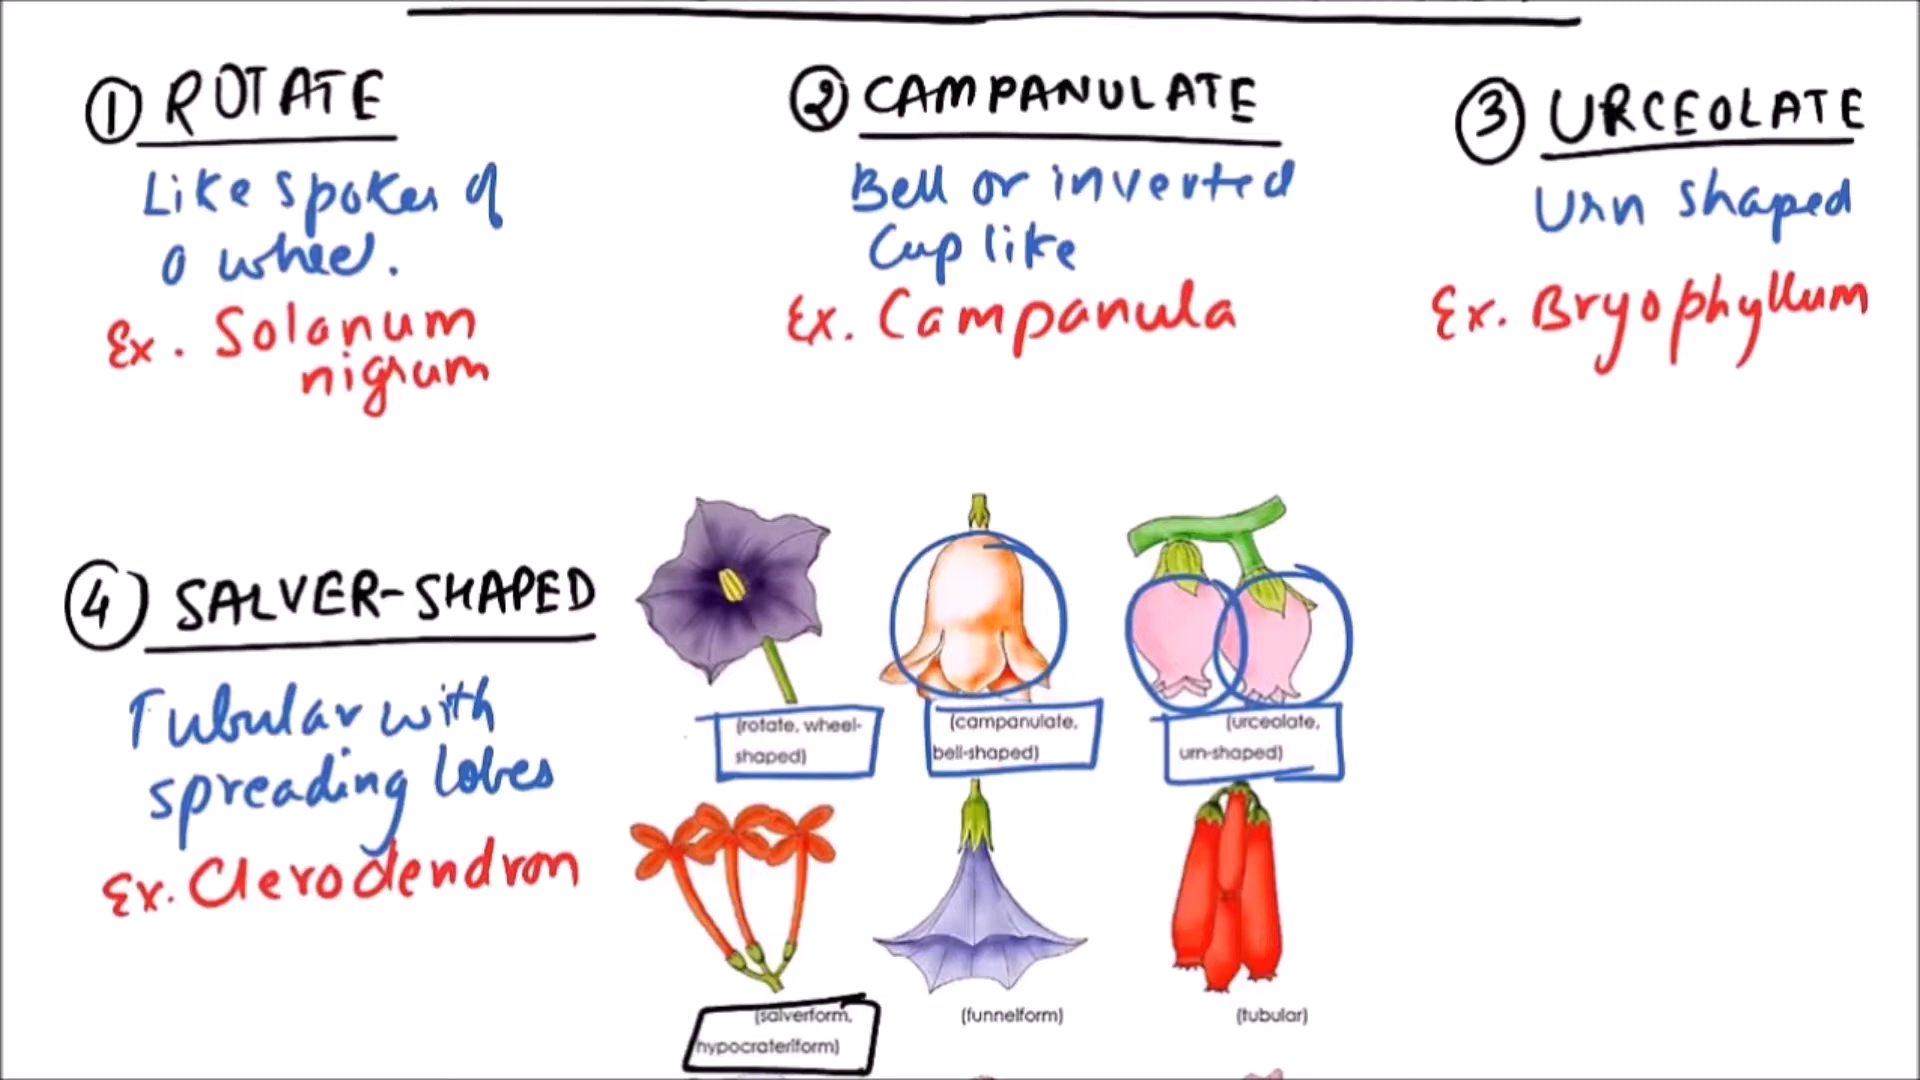 ① ROTATE
Like spokes of
a wheel.
Ex. Solanum
nigrum
② CAMPANULATE
Bell or inverted
Cup like
Ex. Campanula
③ URCEOLATE
Urn shaped
Ex. Bryophyllum
④ SALVER-SHAPED
Tubular with
spreading lobes
Ex. Clerodendron
(rotate, wheel-
shaped)
(campanulate,
bell-shaped)
(urceolate,
urn-shaped)
(salverform,
hypocrateriform)
(funnelform)
(tubular)